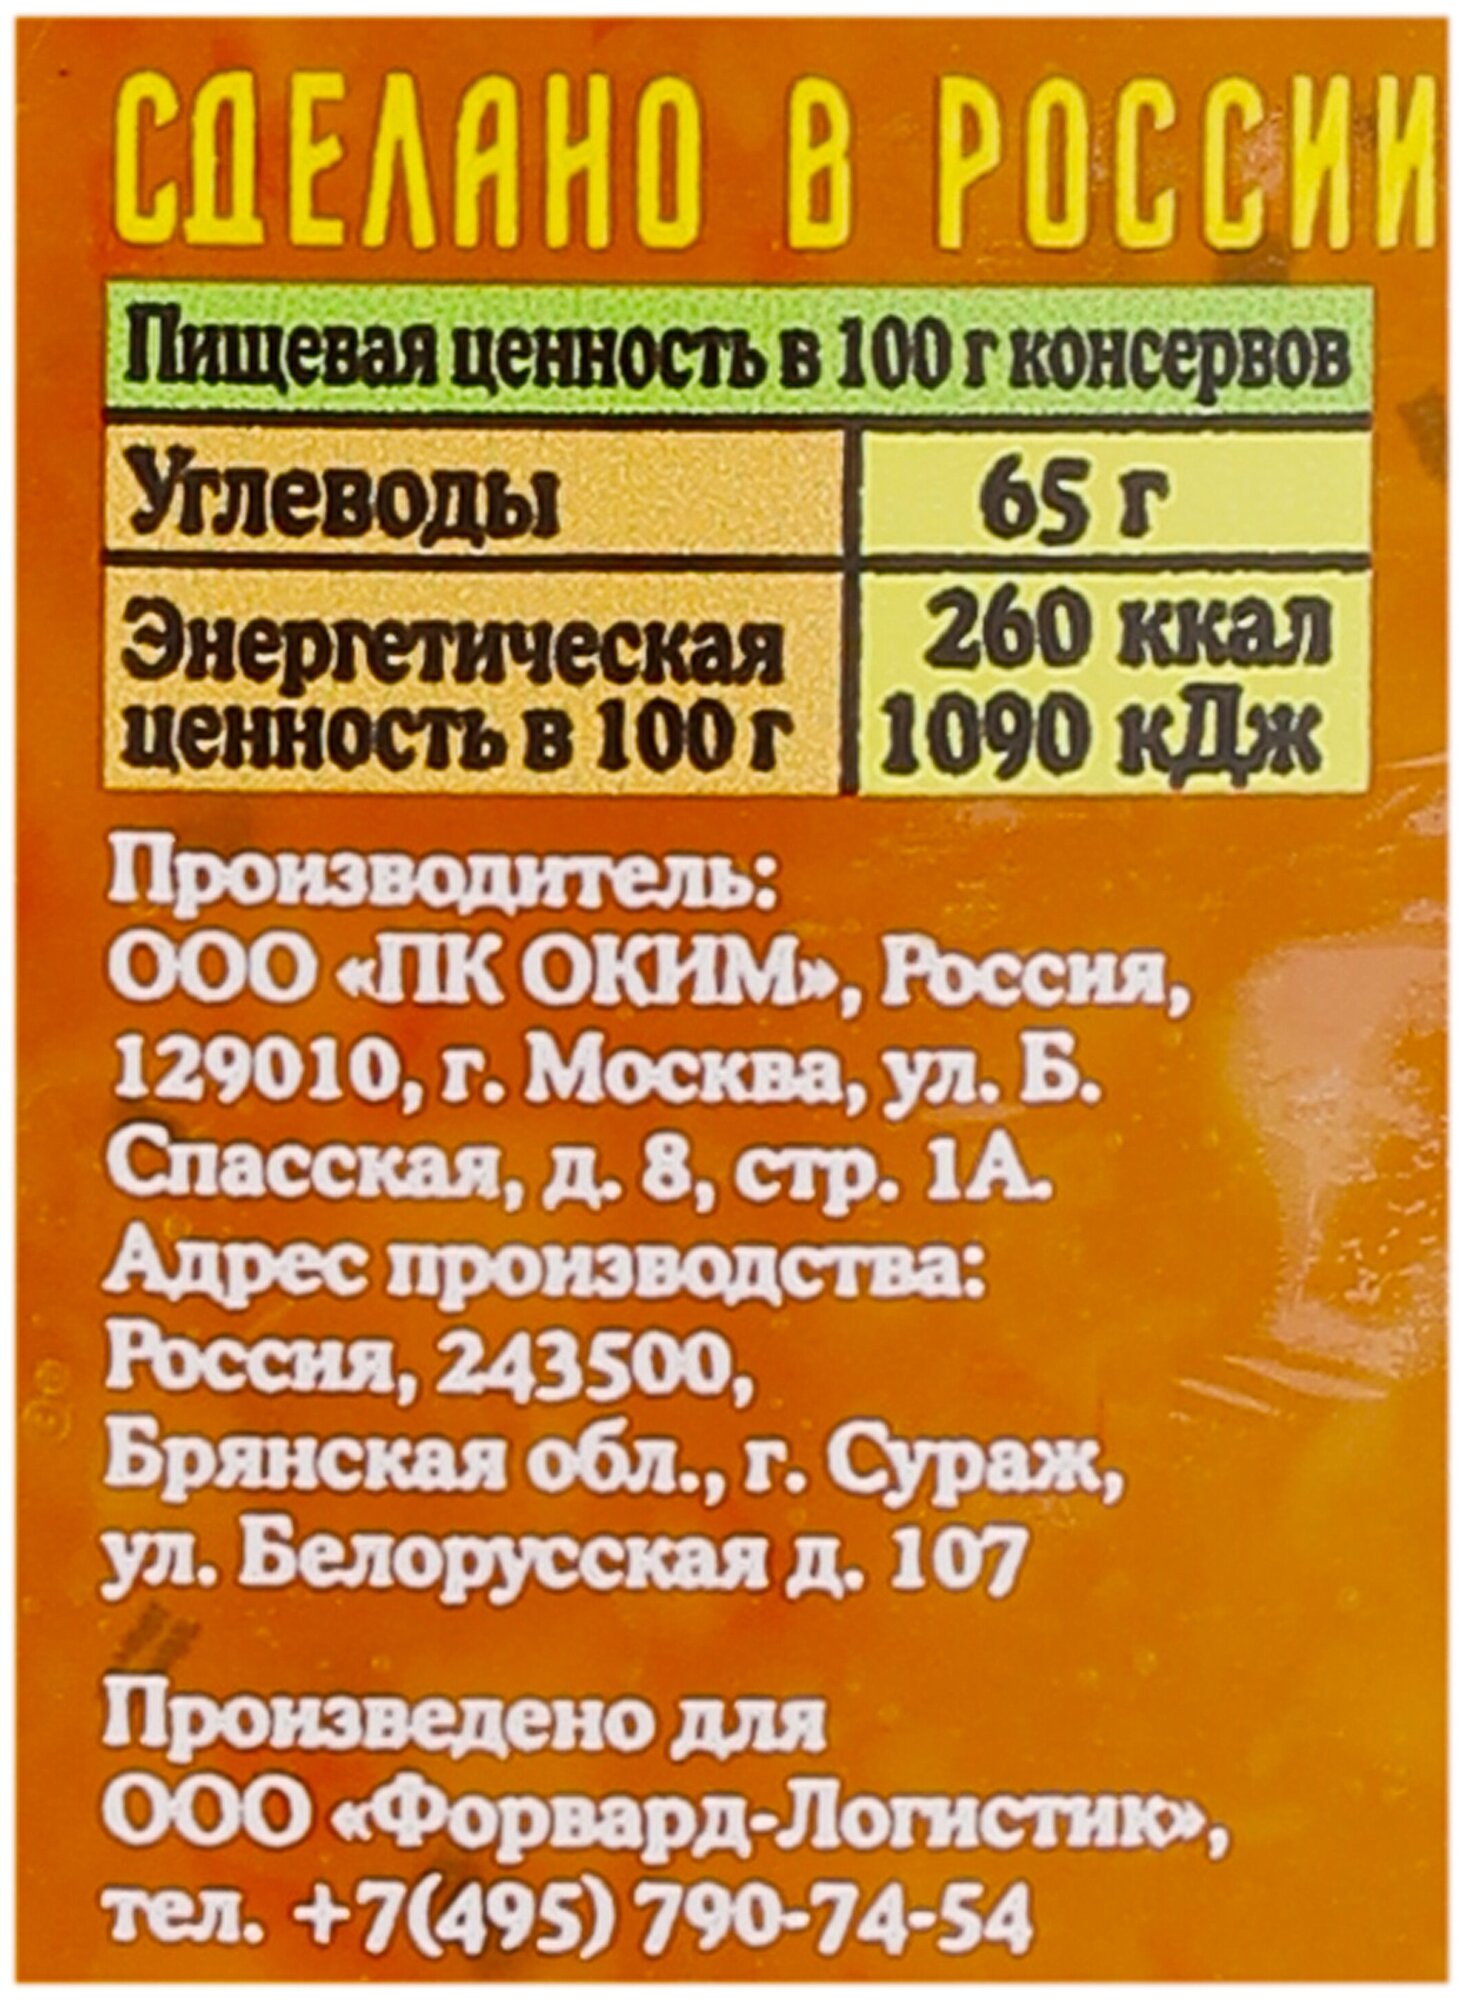 СДЕЛАНО В РОССИИ
Пищевая ценность в 100 г консервов
Углеводы 65 г
Энергетическая 260 ккал
ценность в 100 г 1090 кДж
Производитель:
ООО «ПК ОКИМ», Россия,
129010, г. Москва, ул. Б.
Спасская, д. 8, стр. 1А.
Адрес производства:
Россия, 243500,
Брянская обл., г. Сураж,
ул. Белорусская д. 107
Произведено для
ООО «Форвард-Логистик»,
тел. +7(495) 790-74-54